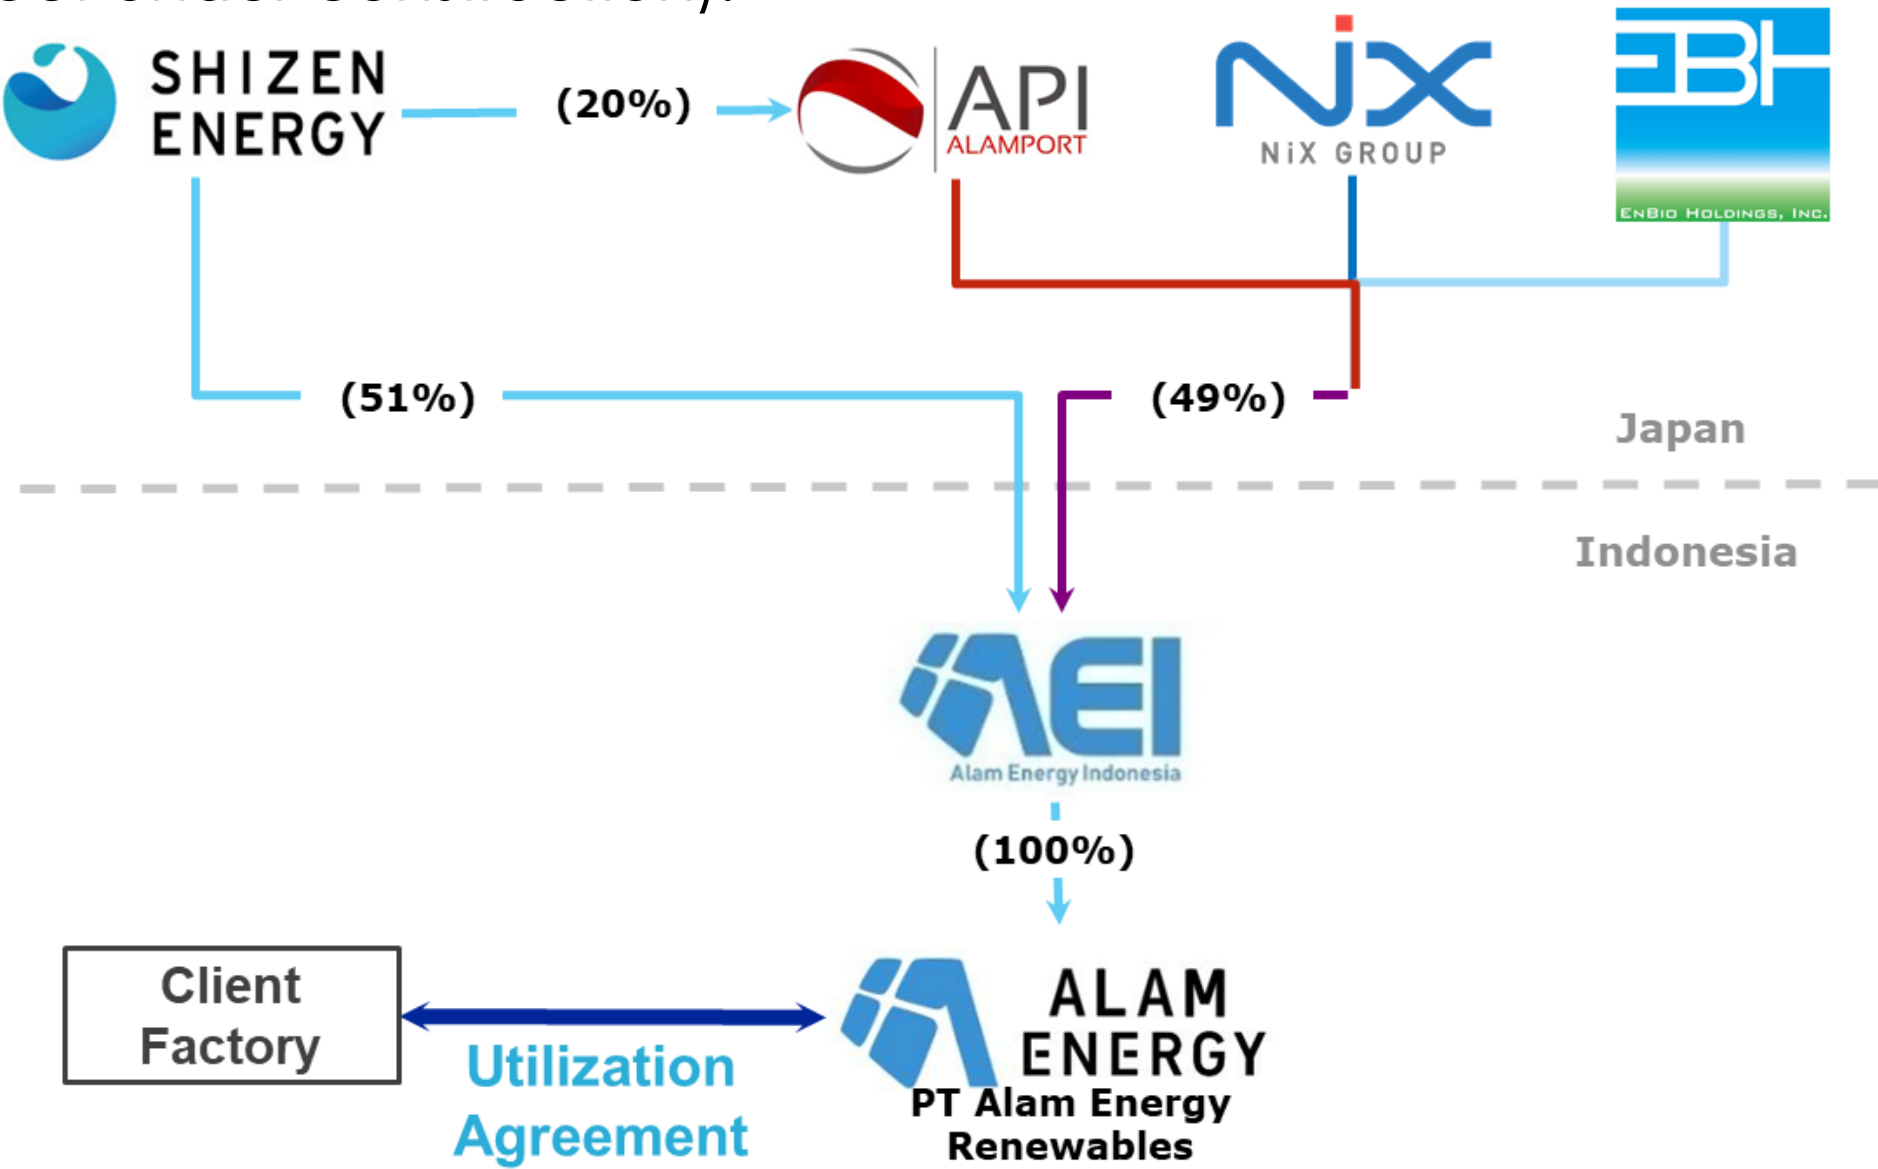 SHIZEN
ENERGY
(20%)
API
ALAMPORT
NiX
NiX GROUP
EBH
ENBIO HOLDINGS, INC.
(51%)
(49%)
Japan
Indonesia
AEI
Alam Energy Indonesia
(100%)
Client
Factory
Utilization
Agreement
ALAM
ENERGY
PT Alam Energy
Renewables